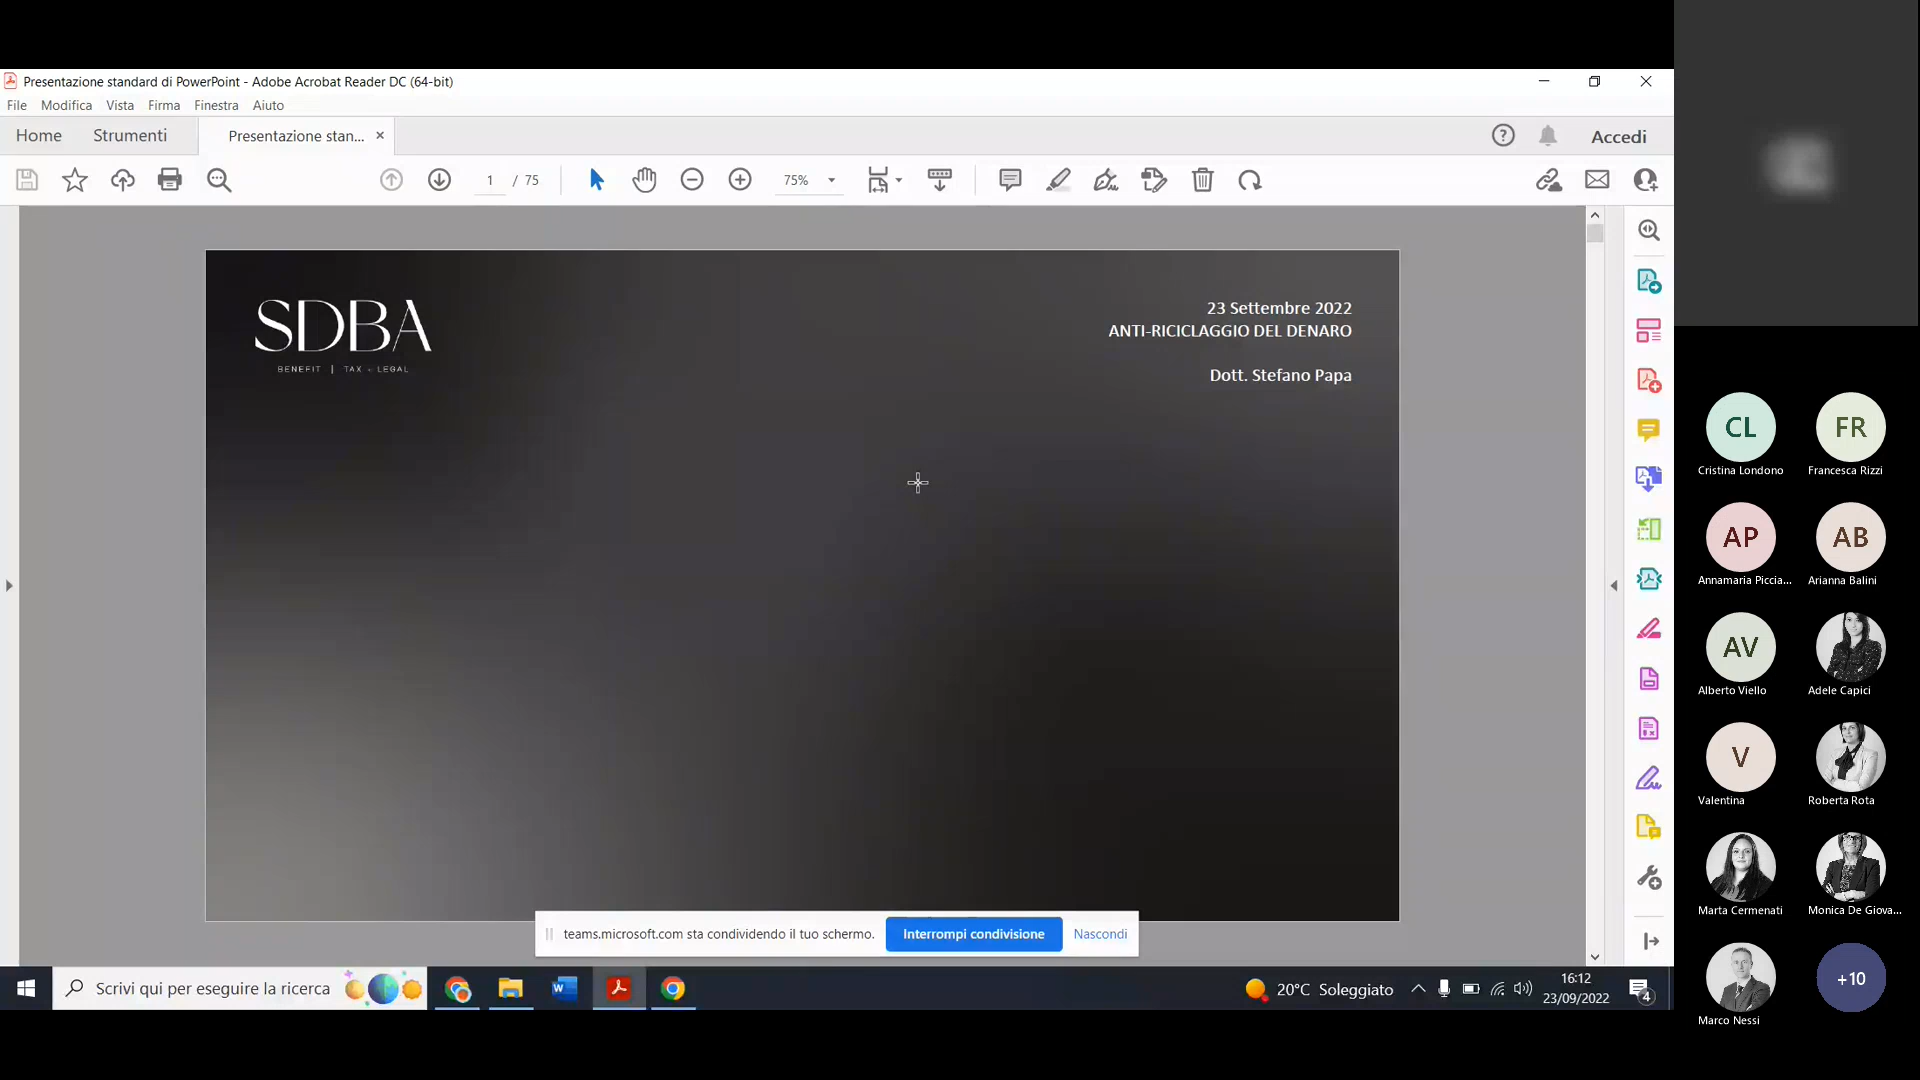 Presentazione standard di PowerPoint - Adobe Acrobat Reader DC (64-bit)
File Modifica Vista Firma Finestra Aiuto
Home Strumenti Presentazione stan... Accedi
1 / 75 75%
SDBA
BENEFIT | TAX - LEGAL
23 Settembre 2022
ANTI-RICICLAGGIO DEL DENARO
Dott. Stefano Papa
teams.microsoft.com sta condividendo il tuo schermo. Interrompi condivisione Nascondi
Scrivi qui per eseguire la ricerca
20°C Soleggiato
16:12
23/09/2022
4
CL FR
Cristina Londono Francesca Rizzi
AP AB
Annamaria Piccia... Arianna Balini
AV
Alberto Viello Adele Capici
V
Valentina Roberta Rota
Marta Cermenati Monica De Giova...
+10
Marco Nessi